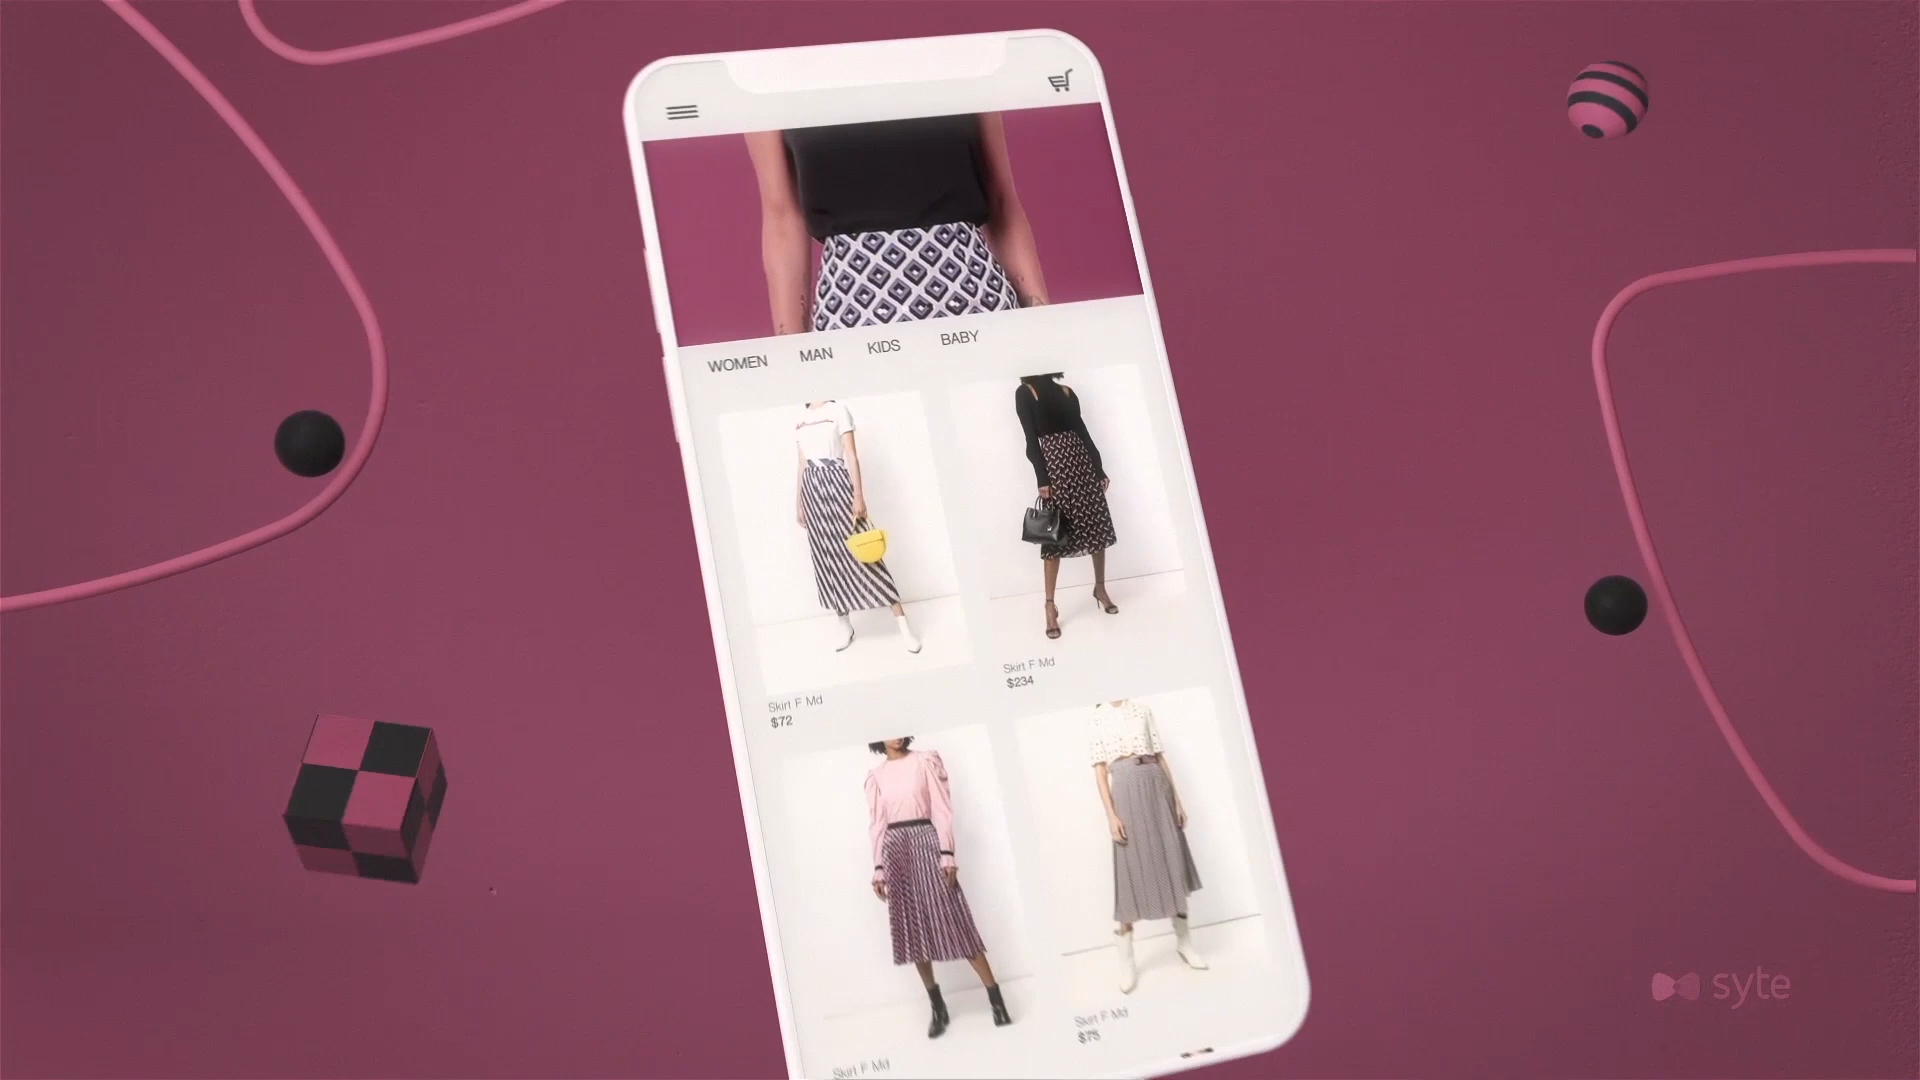 WOMEN MAN KIDS BABY
Skirt F Md
$72
Skirt F Md
$234
Skirt F Md
Skirt F Md
$75
syte